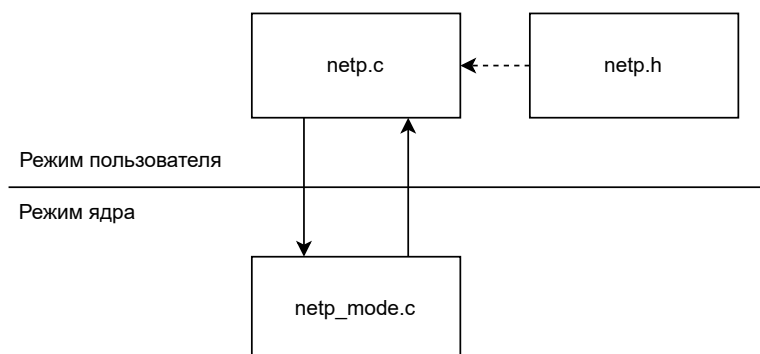 netp.c
netp.h
Режим пользователя
Режим ядра
netp_mode.c